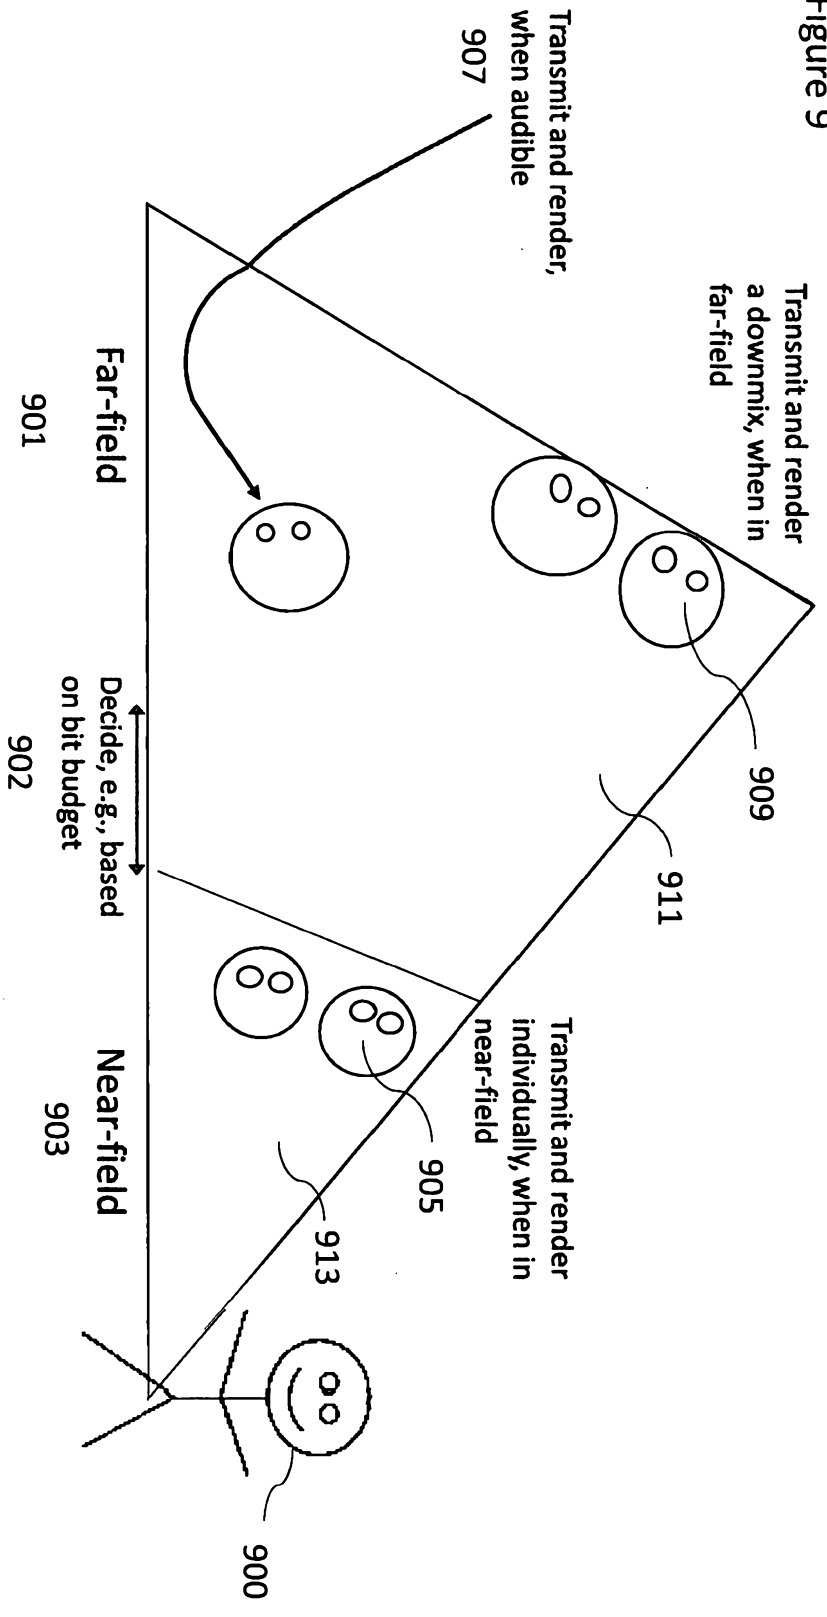 Figure 9
Transmit and render
a downmix, when in
far-field
Transmit and render,
when audible
907
909
911
Transmit and render
individually, when in
near-field
905
913
900
Far-field
901
Decide, e.g., based
on bit budget
902
Near-field
903